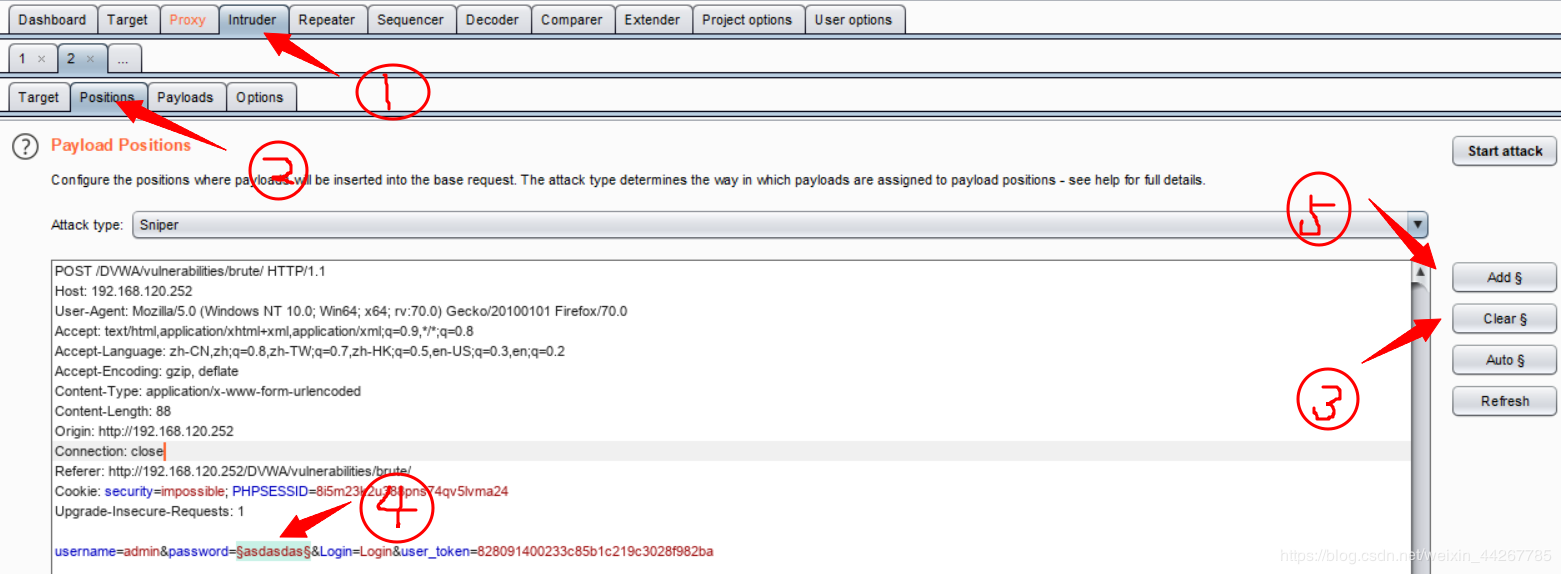 Dashboard Target Proxy Intruder Repeater Sequencer Decoder Comparer Extender Project options User options
1 × 2 × ...
Target Positions Payloads Options
1
2
? Payload Positions
Start attack
Configure the positions where payloads will be inserted into the base request. The attack type determines the way in which payloads are assigned to payload positions - see help for full details.
5
Attack type: Sniper
POST /DVWA/vulnerabilities/brute/ HTTP/1.1
Add §
Host: 192.168.120.252
User-Agent: Mozilla/5.0 (Windows NT 10.0; Win64; x64; rv:70.0) Gecko/20100101 Firefox/70.0
Clear §
Accept: text/html,application/xhtml+xml,application/xml;q=0.9,*/*;q=0.8
Accept-Language: zh-CN,zh;q=0.8,zh-TW;q=0.7,zh-HK;q=0.5,en-US;q=0.3,en;q=0.2
Auto §
Accept-Encoding: gzip, deflate
Content-Type: application/x-www-form-urlencoded
3
Refresh
Content-Length: 88
Origin: http://192.168.120.252
Connection: close
Referer: http://192.168.120.252/DVWA/vulnerabilities/brute/
Cookie: security=impossible;
Upgrade-Insecure-Requests: 1
4
username=admin&password=§asdasdas§&Login=Login&user_token=828091400233c85b1c219c3028f982ba
https://blog.csdn.net/weixin_44267785